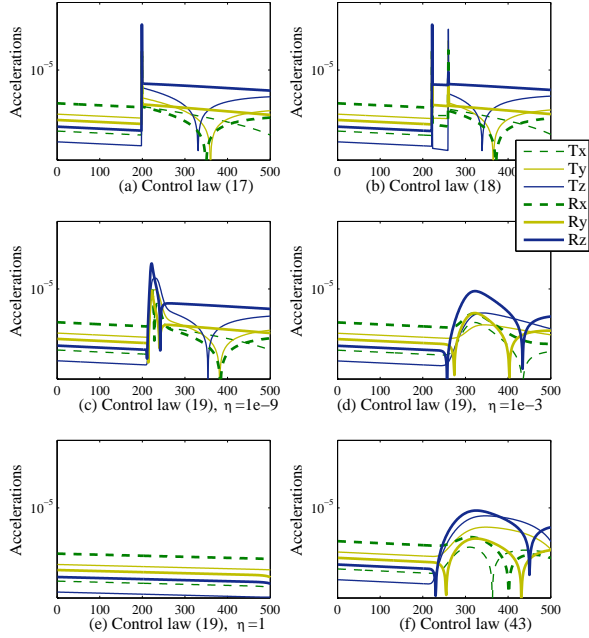 Accelerations
10⁻⁵
0 100 200 300 400 500
(a) Control law (17)
10⁻⁵
0 100 200 300 400 500
(b) Control law (18)
Tx
Ty
Tz
Rx
Ry
Rz
Accelerations
10⁻⁵
0 100 200 300 400 500
(c) Control law (19), η=1e−9
Accelerations
10⁻⁵
0 100 200 300 400 500
(d) Control law (19), η=1e−3
Accelerations
10⁻⁵
0 100 200 300 400 500
(e) Control law (19), η=1
Accelerations
10⁻⁵
0 100 200 300 400 500
(f) Control law (43)
Accelerations